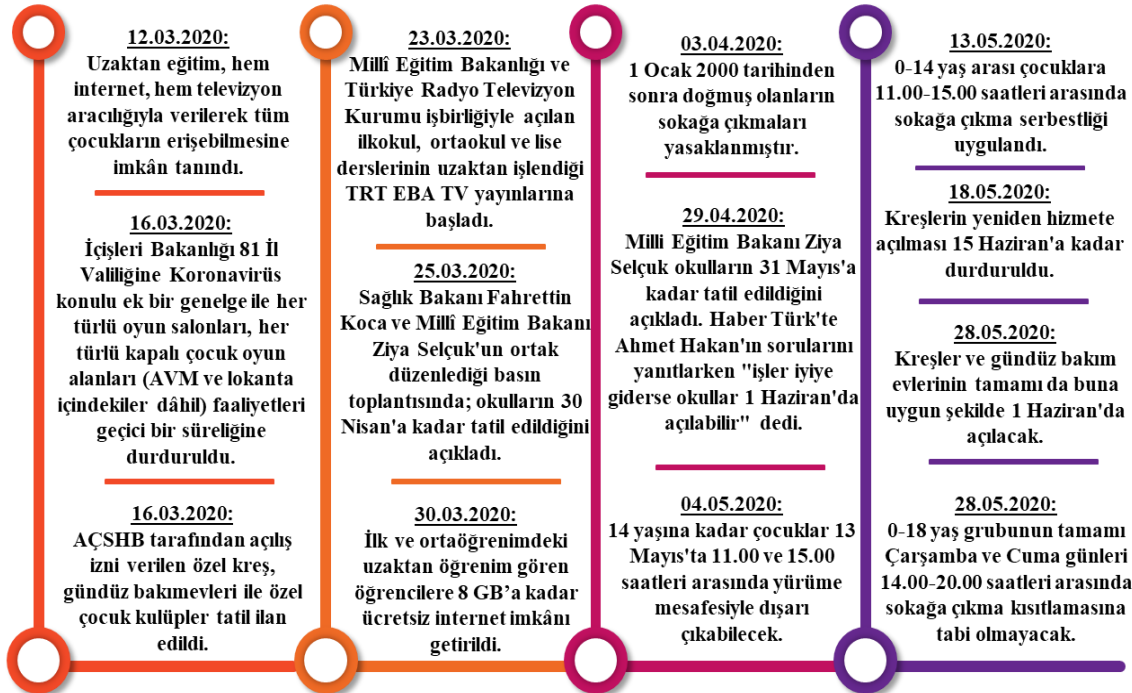 12.03.2020:
Uzaktan eğitim, hem
internet, hem televizyon
aracılığıyla verilerek tüm
çocukların erişebilmesine
imkân tanındı.
16.03.2020:
İçişleri Bakanlığı 81 İl
Valiliğine Koronavirüs
konulu ek bir genelge ile her
türlü oyun salonları, her
türlü kapalı çocuk oyun
alanları (AVM ve lokanta
içindekiler dâhil) faaliyetleri
geçici bir süreliğine
durduruldu.
16.03.2020:
AÇSHB tarafından açılış
izni verilen özel kreş,
gündüz bakımevleri ile özel
çocuk kulüpler tatil ilan
edildi.
23.03.2020:
Millî Eğitim Bakanlığı ve
Türkiye Radyo Televizyon
Kurumu işbirliğiyle açılan
ilkokul, ortaokul ve lise
derslerinin uzaktan işlendiği
TRT EBA TV yayınlarına
başladı.
25.03.2020:
Sağlık Bakanı Fahrettin
Koca ve Millî Eğitim Bakanı
Ziya Selçuk'un ortak
düzenlediği basın
toplantısında; okulların 30
Nisan'a kadar tatil edildiğini
açıkladı.
30.03.2020:
İlk ve ortaöğrenimdeki
uzaktan öğrenim gören
öğrencilere 8 GB’a kadar
ücretsiz internet imkânı
getirildi.
03.04.2020:
1 Ocak 2000 tarihinden
sonra doğmuş olanların
sokağa çıkmaları
yasaklanmıştır.
29.04.2020:
Milli Eğitim Bakanı Ziya
Selçuk okulların 31 Mayıs'a
kadar tatil edildiğini
açıkladı. Haber Türk'te
Ahmet Hakan'ın sorularını
yanıtlarken "işler iyiye
giderse okullar 1 Haziran'da
açılabilir" dedi.
04.05.2020:
14 yaşına kadar çocuklar 13
Mayıs'ta 11.00 ve 15.00
saatleri arasında yürüme
mesafesiyle dışarı
çıkabilecek.
13.05.2020:
0-14 yaş arası çocuklara
11.00-15.00 saatleri arasında
sokağa çıkma serbestliği
uygulandı.
18.05.2020:
Kreşlerin yeniden hizmete
açılması 15 Haziran'a kadar
durduruldu.
28.05.2020:
Kreşler ve gündüz bakım
evlerinin tamamı da buna
uygun şekilde 1 Haziran'da
açılacak.
28.05.2020:
0-18 yaş grubunun tamamı
Çarşamba ve Cuma günleri
14.00-20.00 saatleri arasında
sokağa çıkma kısıtlamasına
tabi olmayacak.